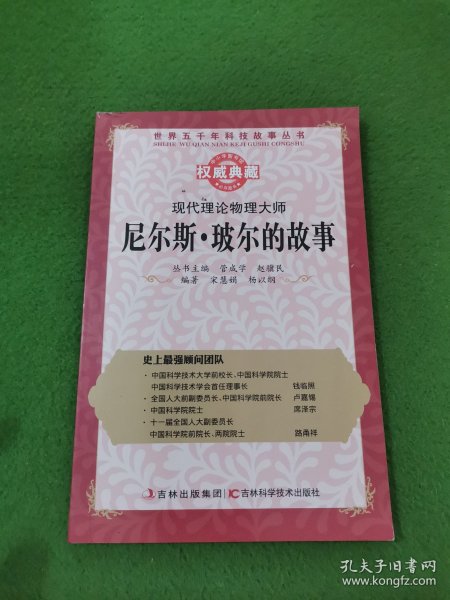 世界五千年科技故事丛书
SHIJIE WUQIAN NIAN KEJI GUSHI CONGSHU
权威典藏
现代理论物理大师
尼尔斯·玻尔的故事
丛书主编 管成学 赵骥民
编著 宋慧娟 杨以纲
史上最强顾问团队
· 中国科学技术大学前校长、中国科学院院士
中国科学技术学会首任理事长 钱临照
· 全国人大前副委员长、中国科学院前院长 卢嘉锡
· 中国科学院院士 席泽宗
· 十一届全国人大副委员长
中国科学院前院长、两院院士 路甬祥
吉林出版集团 吉林科学技术出版社
孔夫子旧书网
www.kongfz.com